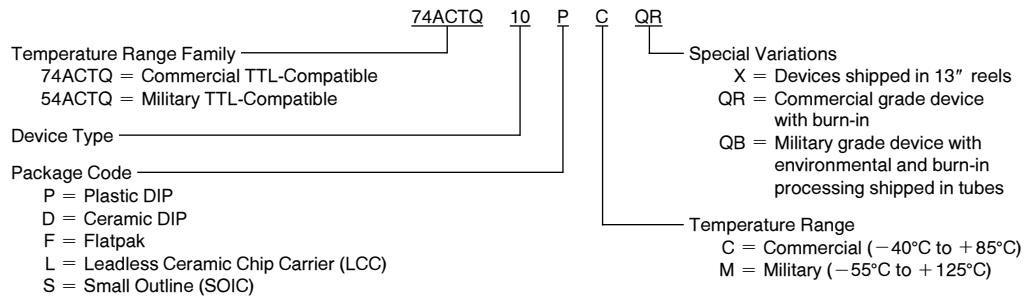 74ACTQ 10 P C QR
Temperature Range Family
74ACTQ = Commercial TTL-Compatible
54ACTQ = Military TTL-Compatible
Device Type
Package Code
P = Plastic DIP
D = Ceramic DIP
F = Flatpak
L = Leadless Ceramic Chip Carrier (LCC)
S = Small Outline (SOIC)
Special Variations
X = Devices shipped in 13″ reels
QR = Commercial grade device
with burn-in
QB = Military grade device with
environmental and burn-in
processing shipped in tubes
Temperature Range
C = Commercial (−40°C to +85°C)
M = Military (−55°C to +125°C)